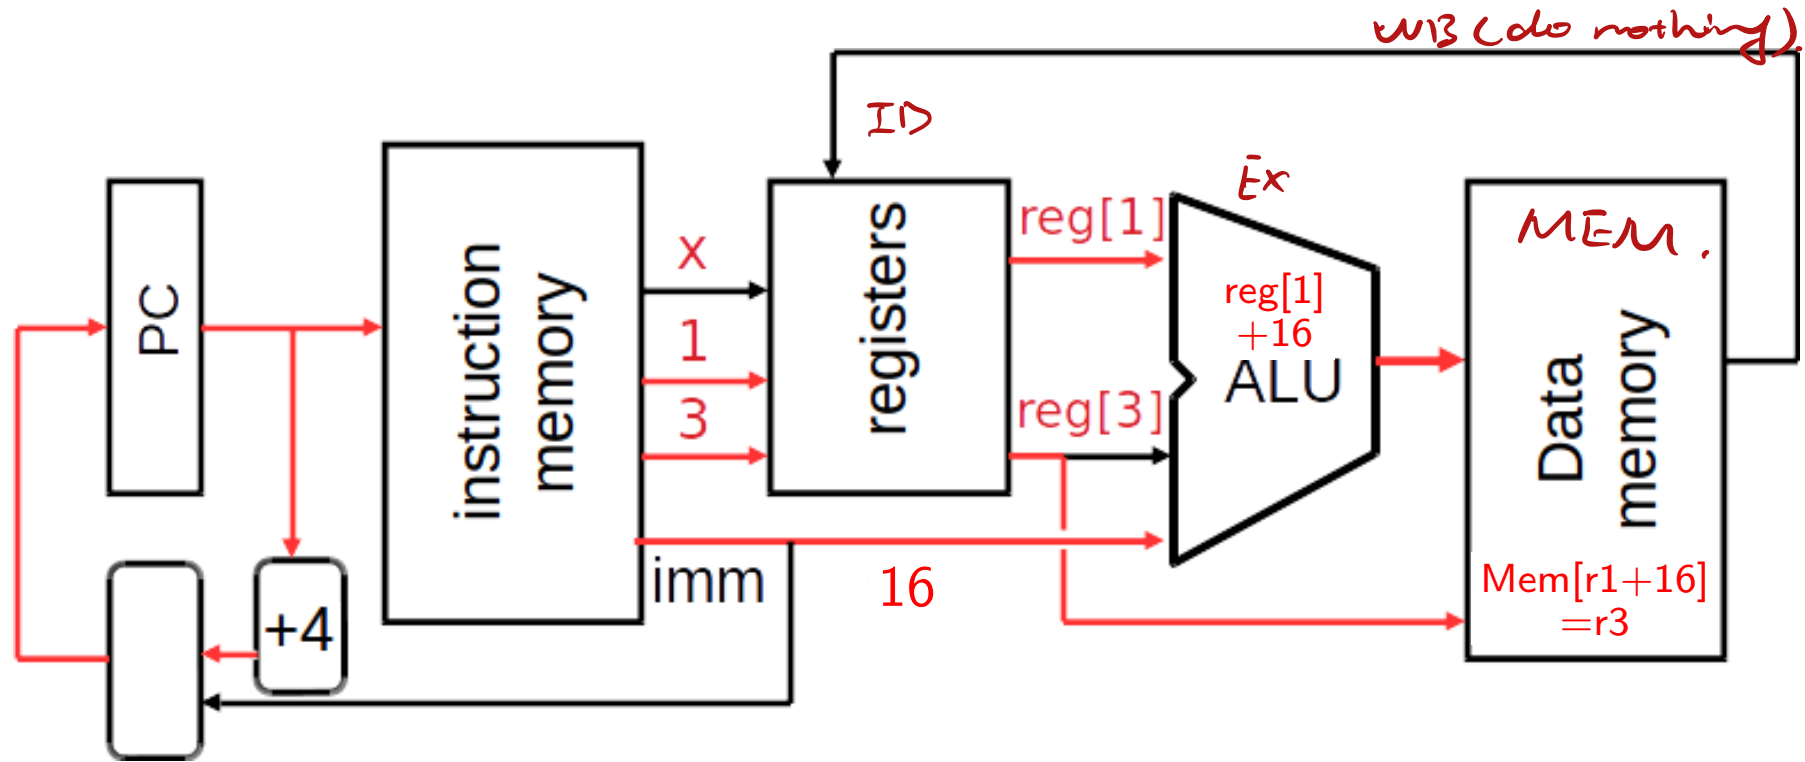 WB (do nothing).
ID
Ex
MEM.
PC
instruction
memory
x
1
3
imm
16
registers
reg[1]
reg[3]
reg[1]
+16
ALU
Data
memory
Mem[r1+16]
=r3
+4